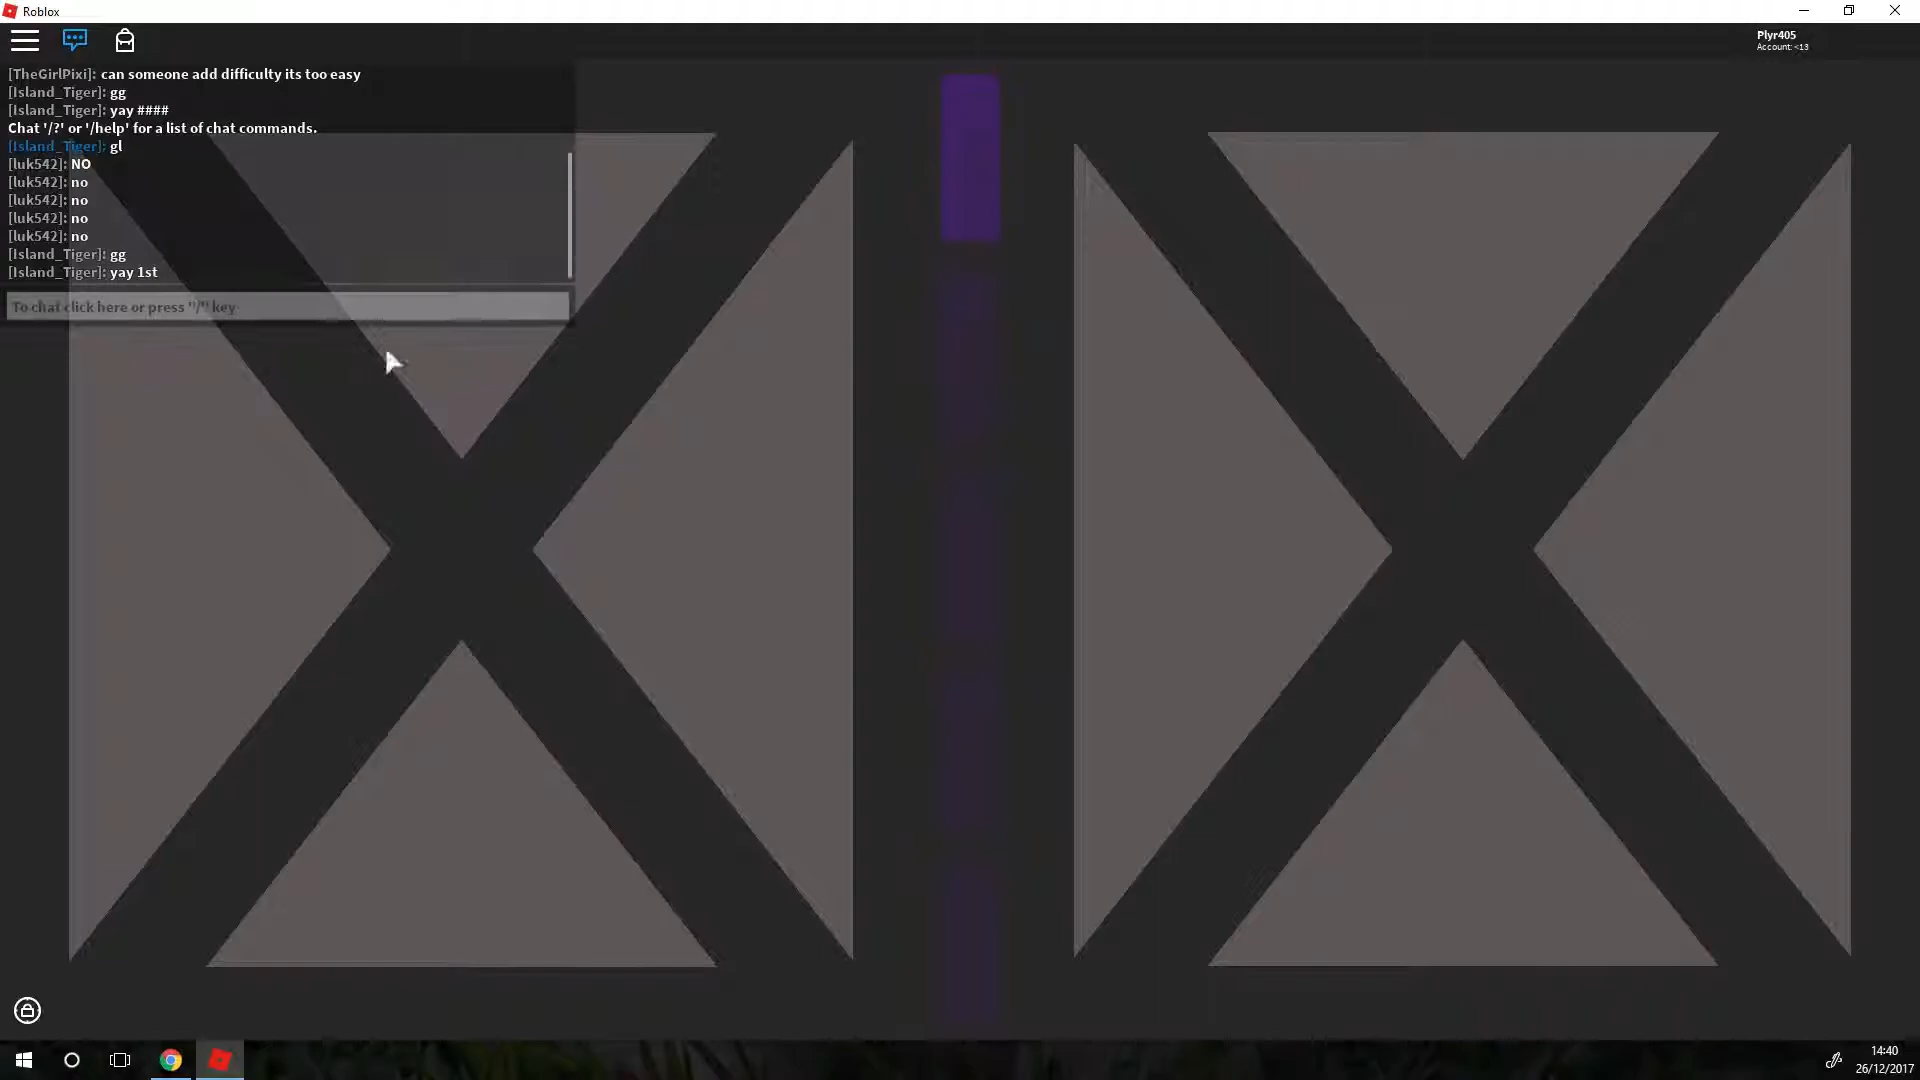 Roblox
Plyr405
Account: <13
[TheGirlPixi]: can someone add difficulty its too easy
[Island_Tiger]: gg
[Island_Tiger]: yay ####
Chat '/?' or '/help' for a list of chat commands.
[Island_Tiger]: gl
[luk542]: NO
[luk542]: no
[luk542]: no
[luk542]: no
[luk542]: no
[Island_Tiger]: gg
[Island_Tiger]: yay 1st
To chat click here or press "/" key
14:40
26/12/2017